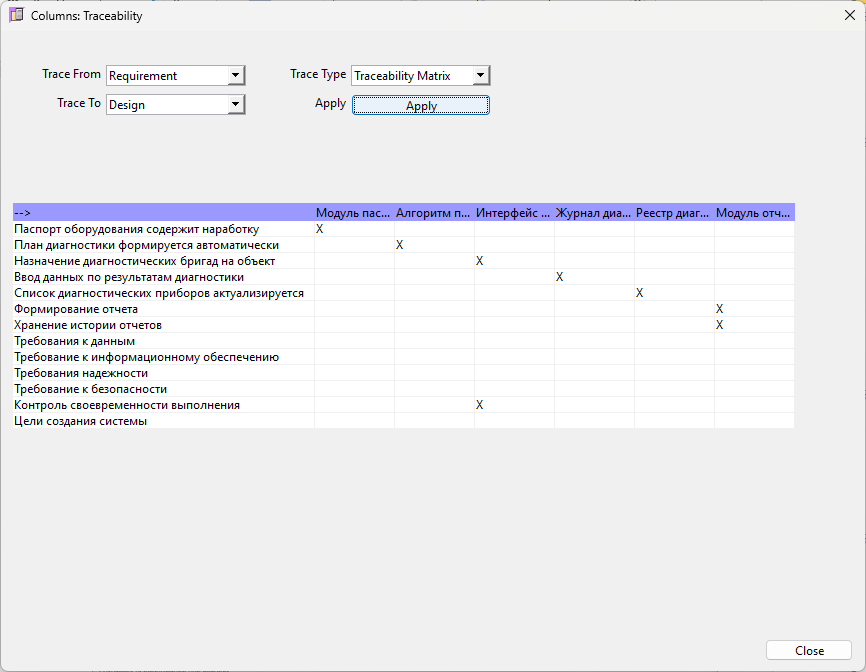 Columns: Traceability
Trace From Requirement Trace Type Traceability Matrix
Trace To Design Apply Apply
--> Модуль пас... Алгоритм п... Интерфейс ... Журнал диа... Реестр диаг... Модуль отч...
Паспорт оборудования содержит наработку X
План диагностики формируется автоматически X
Назначение диагностических бригад на объект X
Ввод данных по результатам диагностики X
Список диагностических приборов актуализируется X
Формирование отчета X
Хранение истории отчетов X
Требования к данным
Требование к информационному обеспечению
Требования надежности
Требование к безопасности
Контроль своевременности выполнения X
Цели создания системы
Close